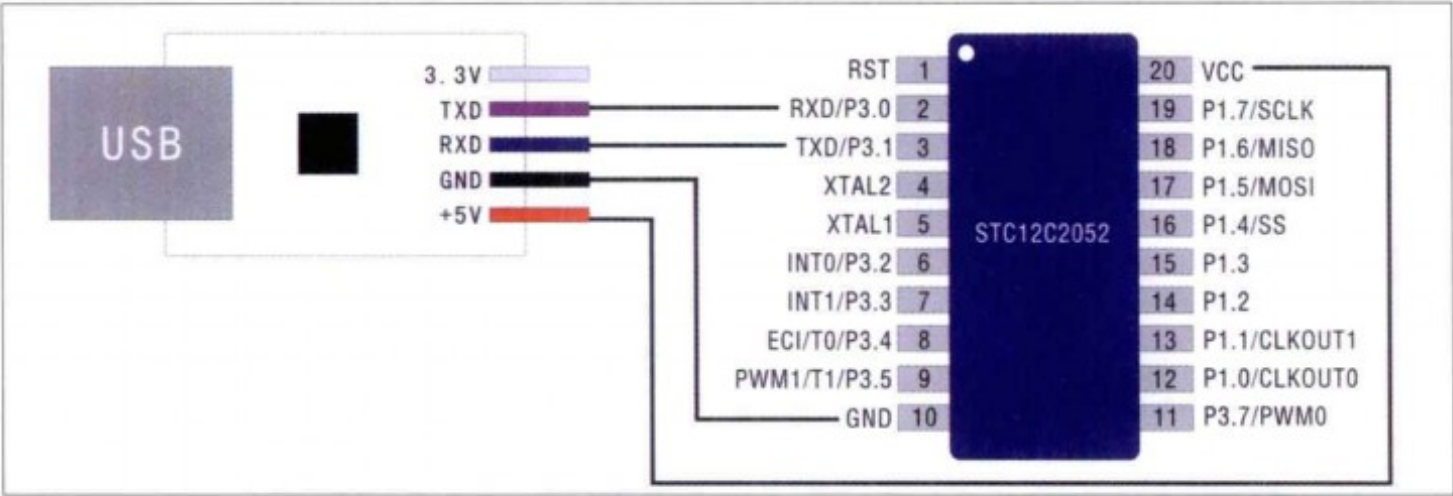 USB
3.3V
TXD
RXD
GND
+5V
RST 1
RXD/P3.0 2
TXD/P3.1 3
XTAL2 4
XTAL1 5
INT0/P3.2 6
INT1/P3.3 7
ECI/T0/P3.4 8
PWM1/T1/P3.5 9
GND 10
STC12C2052
20 VCC
19 P1.7/SCLK
18 P1.6/MISO
17 P1.5/MOSI
16 P1.4/SS
15 P1.3
14 P1.2
13 P1.1/CLKOUT1
12 P1.0/CLKOUT0
11 P3.7/PWM0